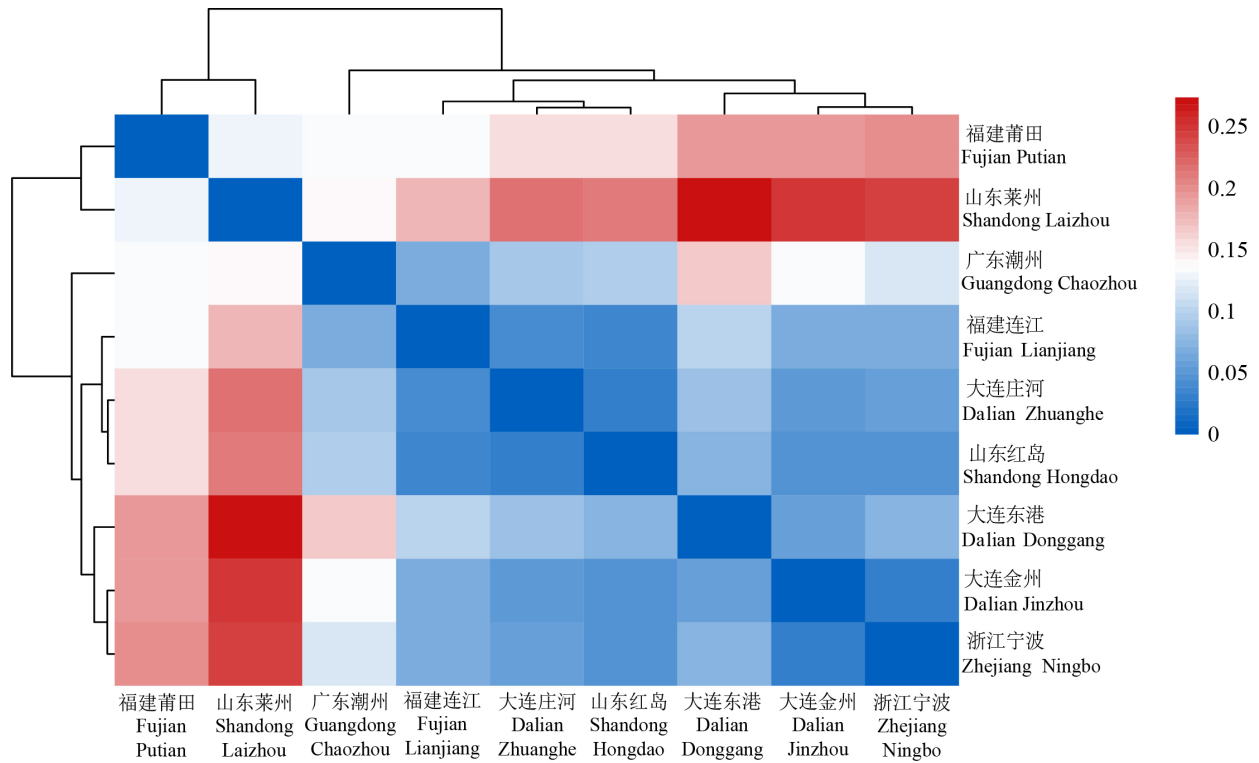 0.25
0.2
0.15
0.1
0.05
0
福建莆田
Fujian Putian
山东莱州
Shandong Laizhou
广东潮州
Guangdong Chaozhou
福建连江
Fujian Lianjiang
大连庄河
Dalian Zhuanghe
山东红岛
Shandong Hongdao
大连东港
Dalian Donggang
大连金州
Dalian Jinzhou
浙江宁波
Zhejiang Ningbo
福建莆田
Fujian
Putian
山东莱州
Shandong
Laizhou
广东潮州
Guangdong
Chaozhou
福建连江
Fujian
Lianjiang
大连庄河
Dalian
Zhuanghe
山东红岛
Shandong
Hongdao
大连东港
Dalian
Donggang
大连金州
Dalian
Jinzhou
浙江宁波
Zhejiang
Ningbo